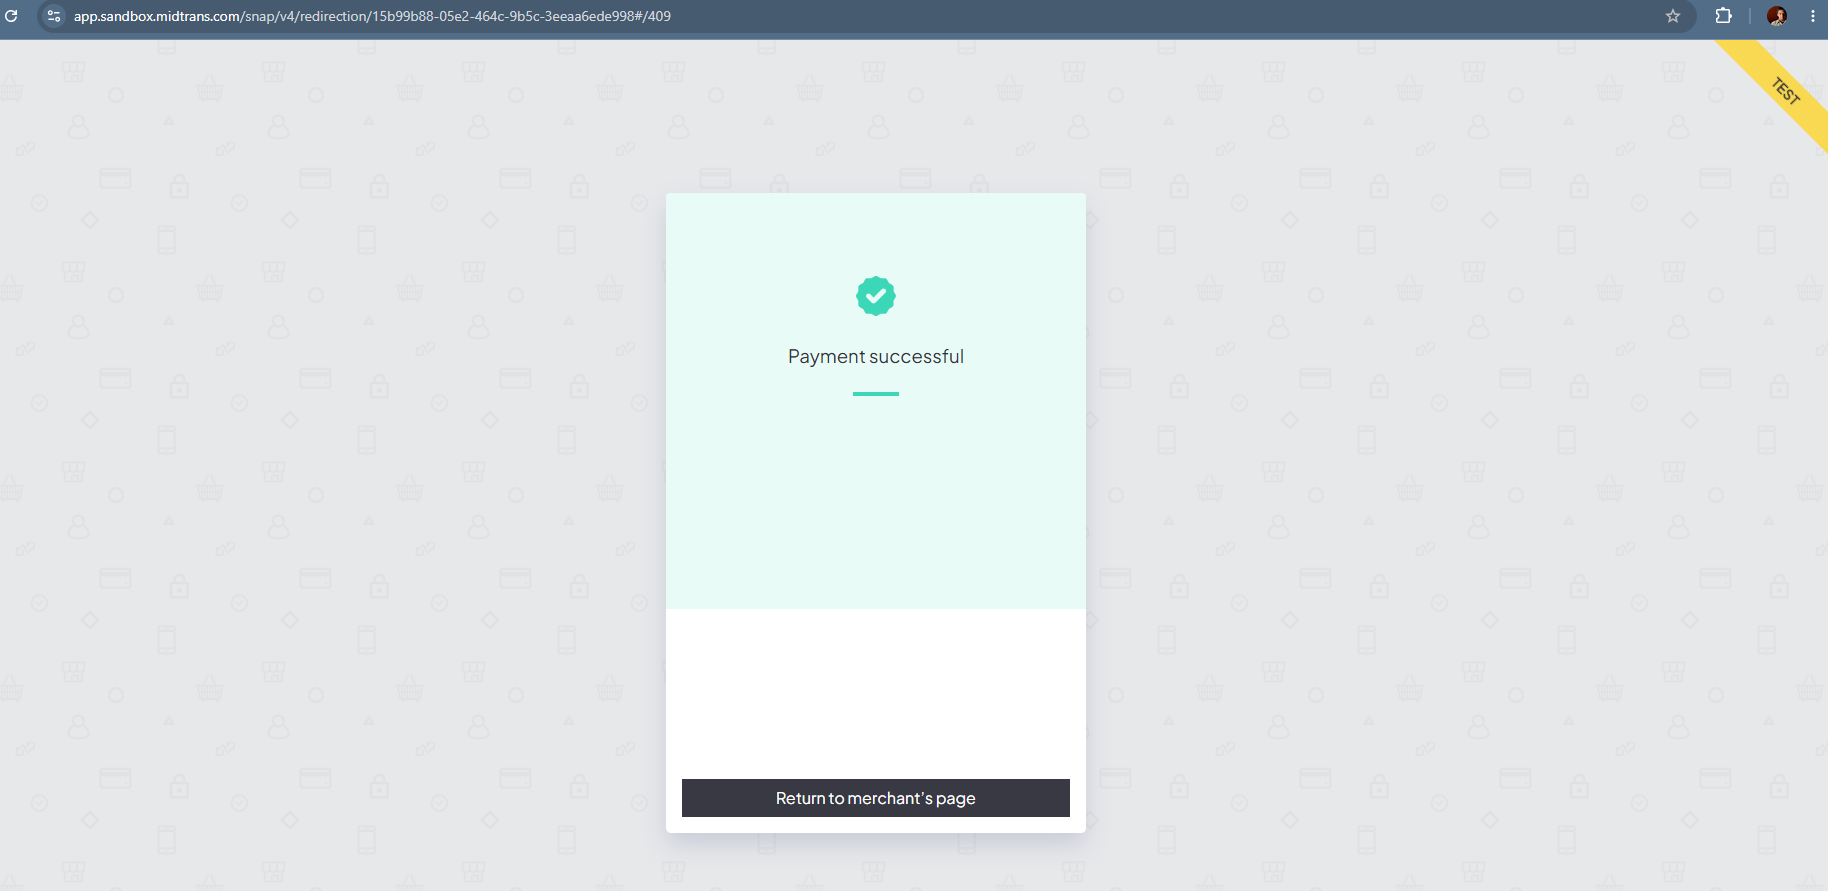 app.sandbox.midtrans.com/snap/v4/redirection/15b99b88-05e2-464c-9b5c-3eeaa6ede998#/409
TEST
Payment successful
Return to merchant’s page